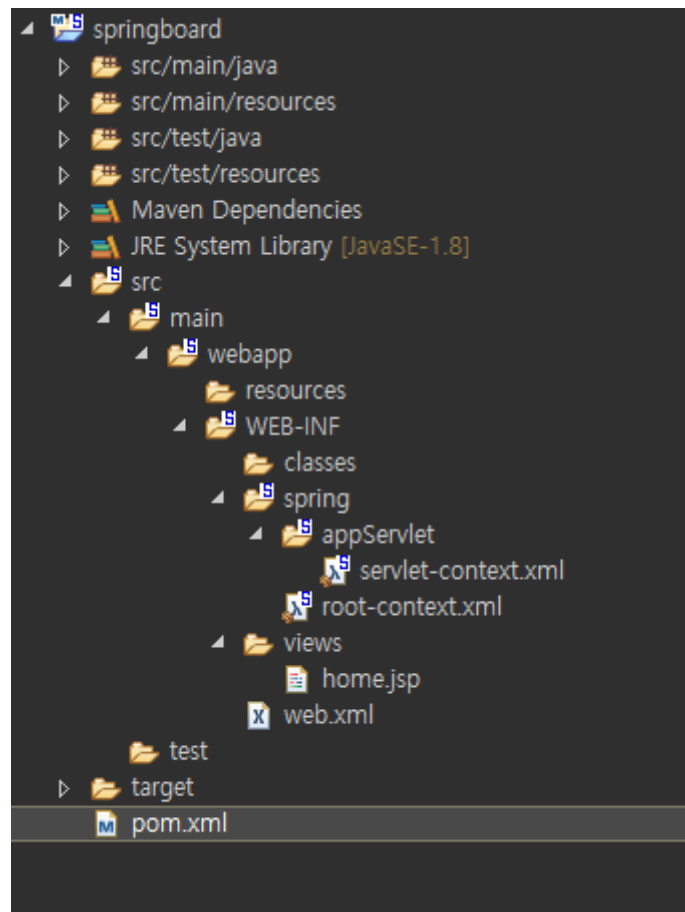 springboard
src/main/java
src/main/resources
src/test/java
src/test/resources
Maven Dependencies
JRE System Library [JavaSE-1.8]
src
main
webapp
resources
WEB-INF
classes
spring
appServlet
servlet-context.xml
root-context.xml
views
home.jsp
web.xml
test
target
pom.xml